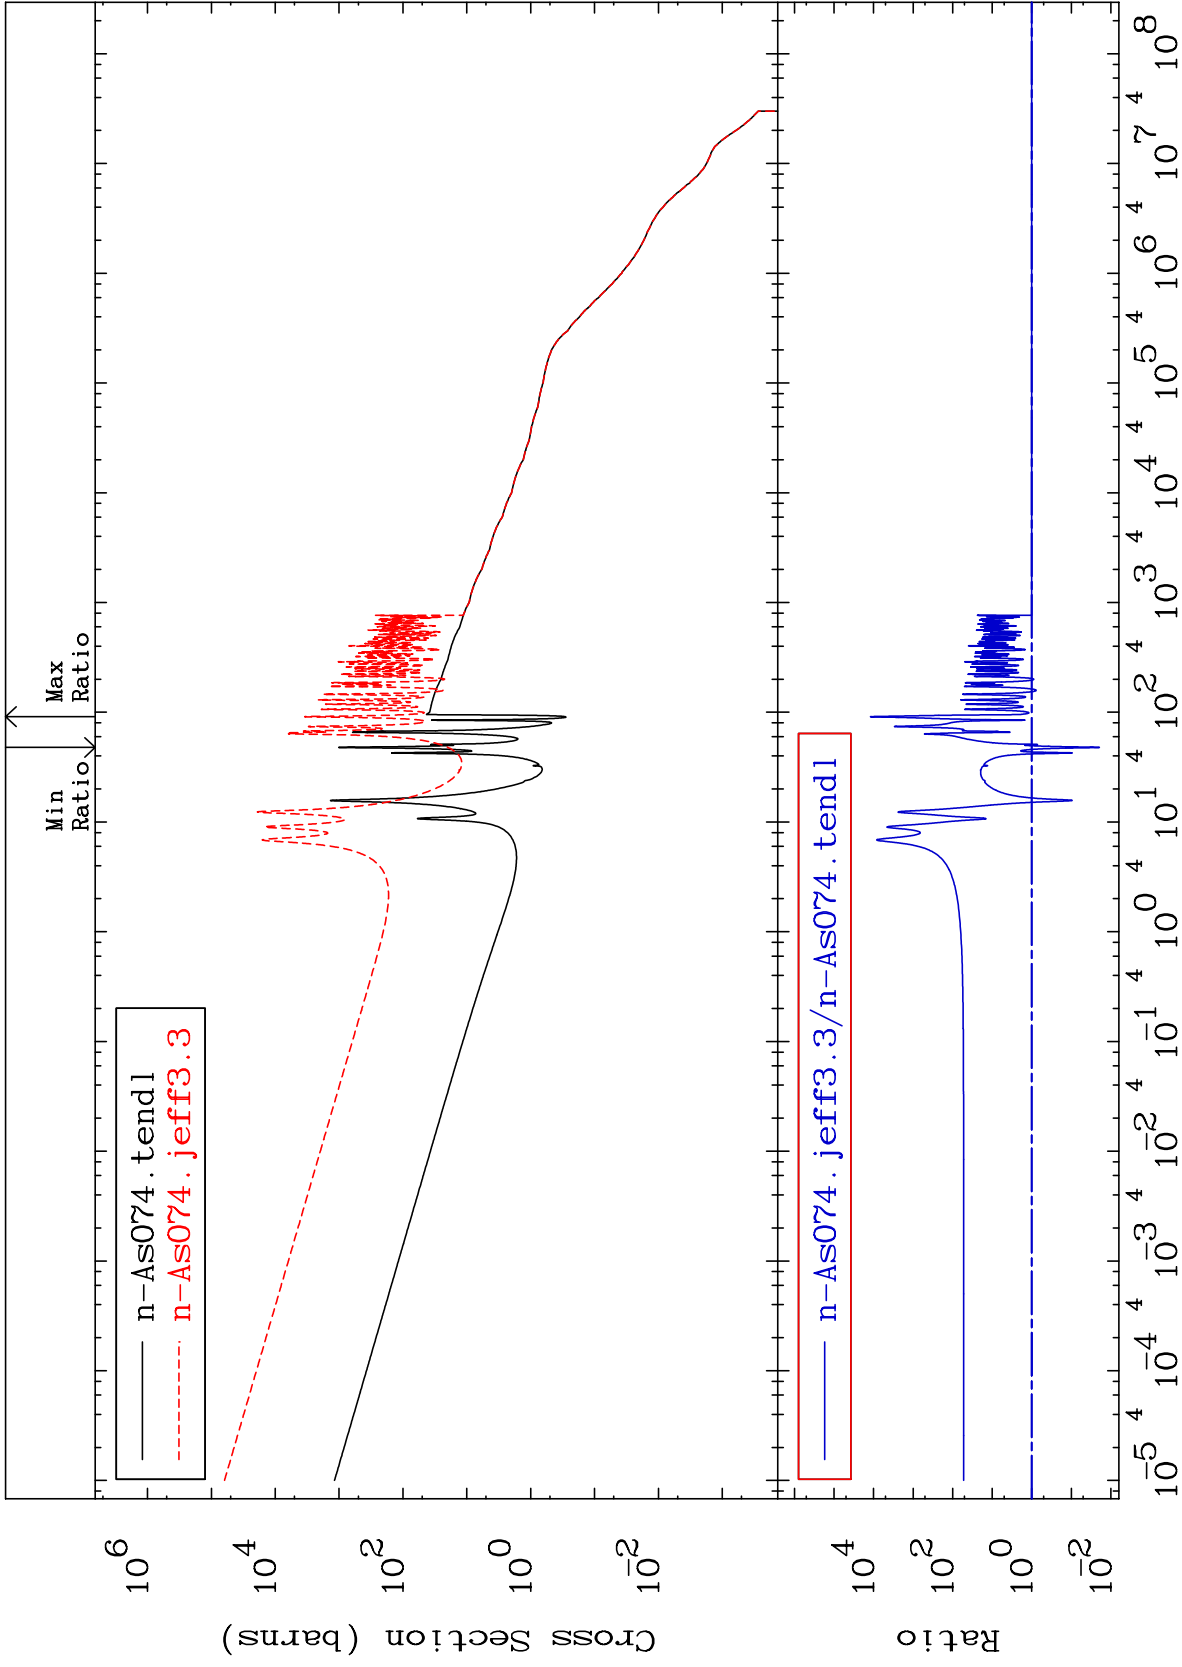 Min
Ratio
Max
Ratio
n-As074.tendl
n-As074.jeff3.3
Cross Section (barns)
10^6
10^4
10^2
10^0
10^-2
n-As074.jeff3.3/n-As074.tendl
Ratio
10^4
10^2
10^0
10^-2
10^-5 4 10^-4 4 10^-3 4 10^-2 4 10^-1 4 10^0 4 10^1 4 10^2 4 10^3 4 10^4 4 10^5 4 10^6 4 10^7 4 10^8